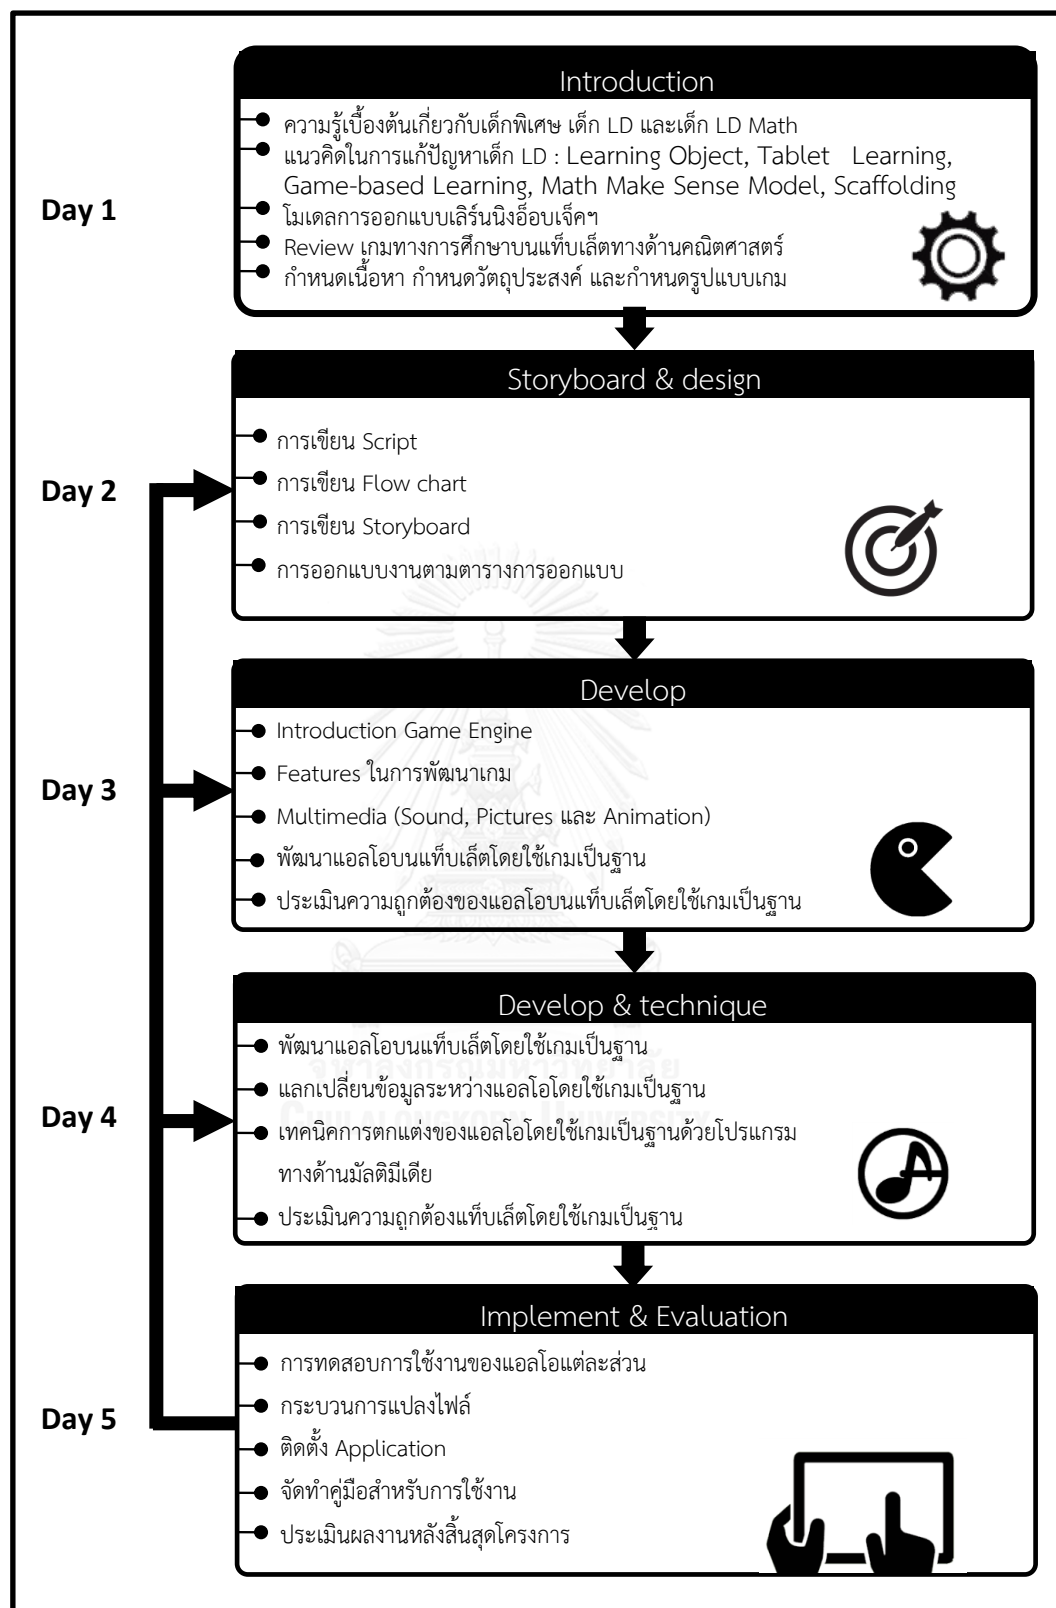 Introduction
ความรู้เบื้องต้นเกี่ยวกับเด็กพิเศษ เด็ก LD และเด็ก LD Math
แนวคิดในการแก้ปัญหาเด็ก LD : Learning Object, Tablet Learning,
Game-based Learning, Math Make Sense Model, Scaffolding
Day 1
โมเดลการออกแบบเลิร์นนิงอ็อบเจ็คฯ
Review เกมทางการศึกษาบนแท็บเล็ตทางด้านคณิตศาสตร์
กำหนดเนื้อหา กำหนดวัตถุประสงค์ และกำหนดรูปแบบเกม
Storyboard & design
การเขียน Script
Day 2
การเขียน Flow chart
การเขียน Storyboard
การออกแบบงานตามตารางการออกแบบ
Develop
Introduction Game Engine
Features ในการพัฒนาเกม
Day 3
Multimedia (Sound, Pictures และ Animation)
พัฒนาแอลโอบนแท็บเล็ตโดยใช้เกมเป็นฐาน
ประเมินความถูกต้องของแอลโอบนแท็บเล็ตโดยใช้เกมเป็นฐาน
Develop & technique
พัฒนาแอลโอบนแท็บเล็ตโดยใช้เกมเป็นฐาน
จุฬาลงกรณ์มหาวิทยาลัย
แลกเปลี่ยนข้อมูลระหว่างแอลโอโดยใช้เกมเป็นฐาน
CHULALONGKORN UNIVERSITY
Day 4
เทคนิคการตกแต่งของแอลโอโดยใช้เกมเป็นฐานด้วยโปรแกรม
ทางด้านมัลติมีเดีย
ประเมินความถูกต้องแท็บเล็ตโดยใช้เกมเป็นฐาน
Implement & Evaluation
การทดสอบการใช้งานของแอลโอแต่ละส่วน
กระบวนการแปลงไฟล์
Day 5
ติดตั้ง Application
จัดทำคู่มือสำหรับการใช้งาน
ประเมินผลงานหลังสิ้นสุดโครงการ